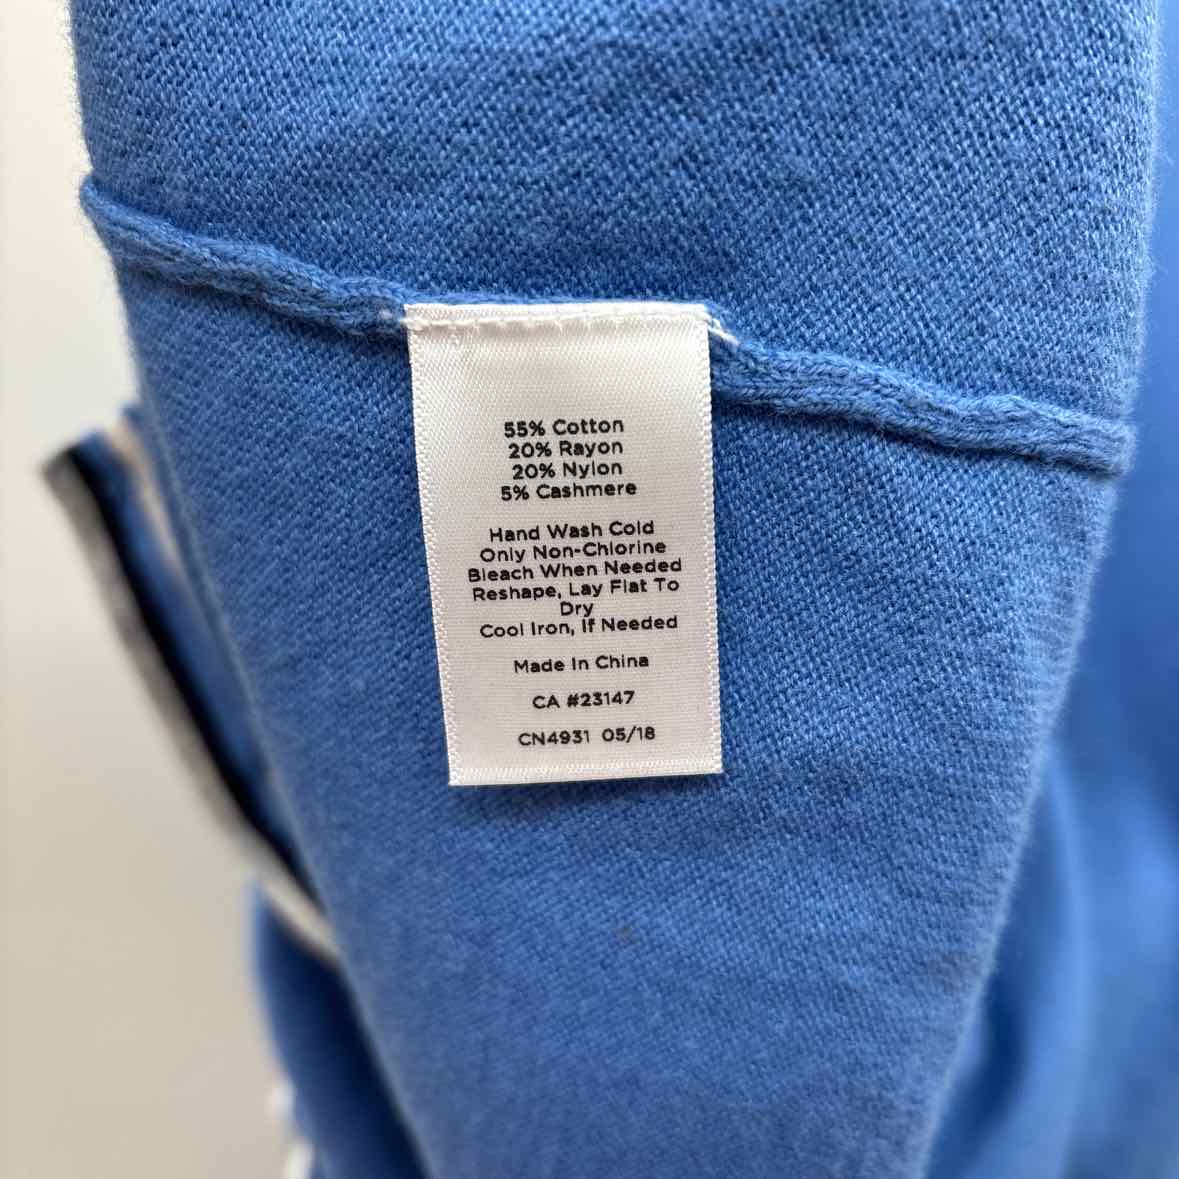 55% Cotton
20% Rayon
20% Nylon
5% Cashmere
Hand Wash Cold
Only Non-Chlorine
Bleach When Needed
Reshape, Lay Flat To
Dry
Cool Iron, If Needed
Made In China
CA #23147
CN4931 05/18